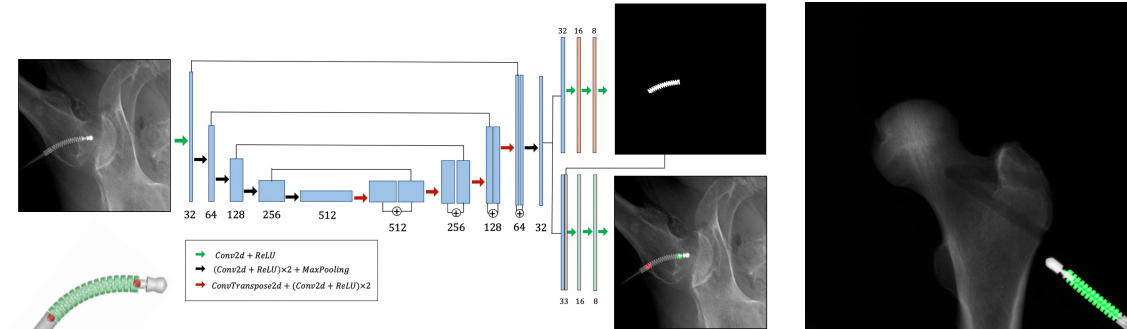 32 16 8
32 64 128 256 512 512 256 128 64 32
Conv2d + ReLU
(Conv2d + ReLU)×2 + MaxPooling
ConvTranspose2d + (Conv2d + ReLU)×2
33 16 8